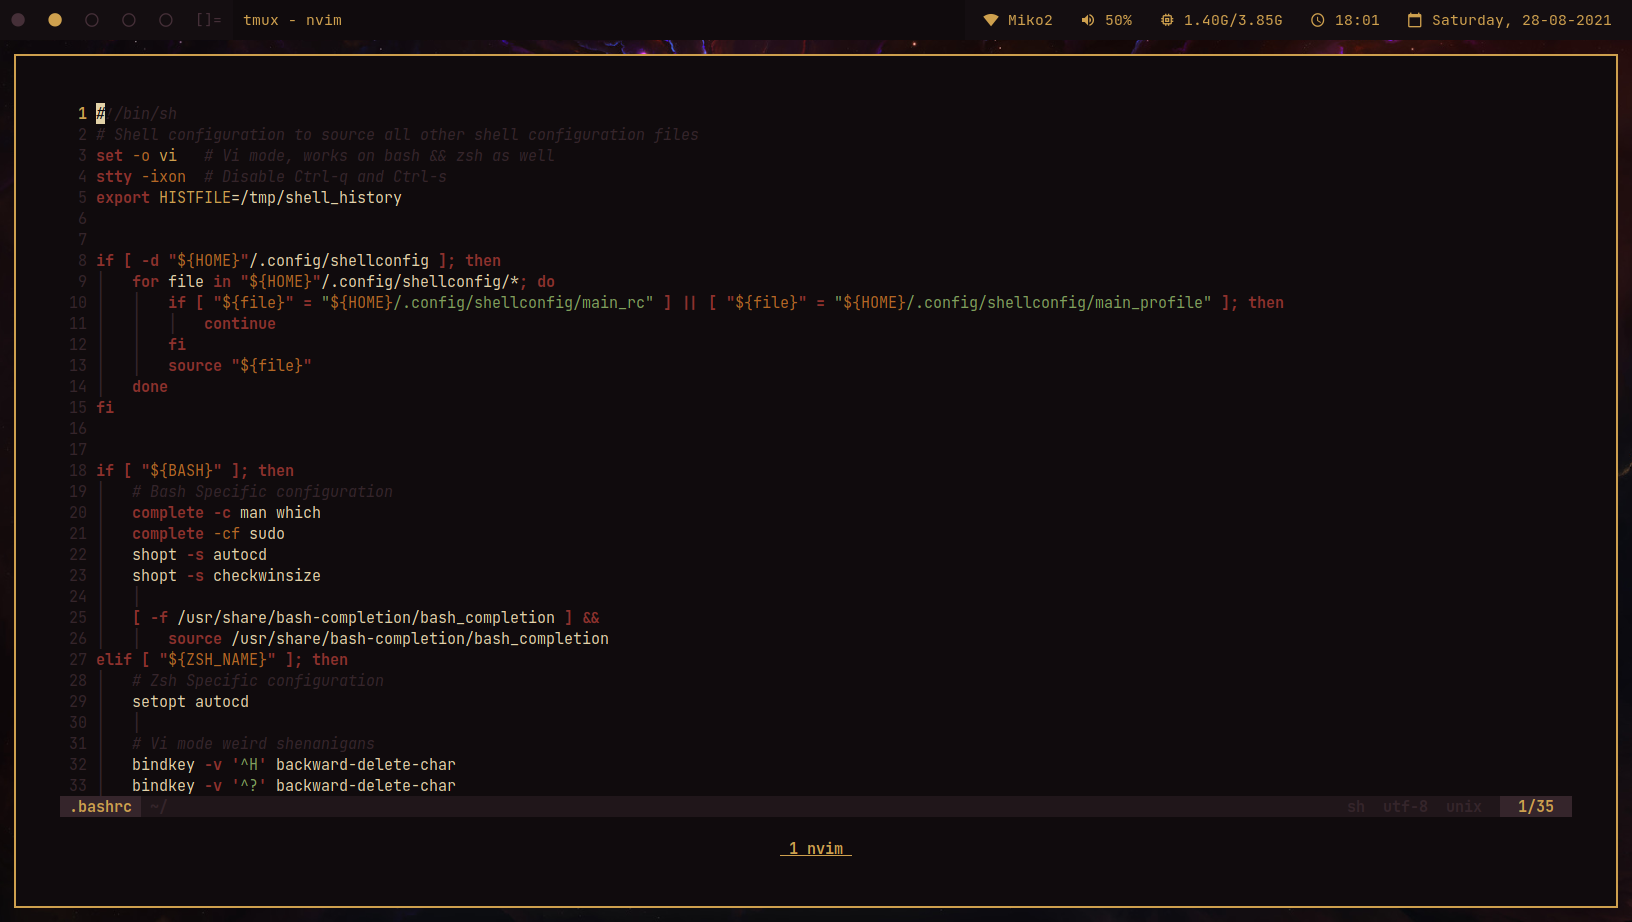 []= tmux - nvim Miko2 50% 1.40G/3.85G 18:01 Saturday, 28-08-2021
1 #!/bin/sh
2 # Shell configuration to source all other shell configuration files
3 set -o vi   # Vi mode, works on bash && zsh as well
4 stty -ixon  # Disable Ctrl-q and Ctrl-s
5 export HISTFILE=/tmp/shell_history
6
7
8 if [ -d "${HOME}"/.config/shellconfig ]; then
9     for file in "${HOME}"/.config/shellconfig/*; do
10         if [ "${file}" = "${HOME}/.config/shellconfig/main_rc" ] || [ "${file}" = "${HOME}/.config/shellconfig/main_profile" ]; then
11             continue
12         fi
13         source "${file}"
14     done
15 fi
16
17
18 if [ "${BASH}" ]; then
19     # Bash Specific configuration
20     complete -c man which
21     complete -cf sudo
22     shopt -s autocd
23     shopt -s checkwinsize
24
25     [ -f /usr/share/bash-completion/bash_completion ] &&
26         source /usr/share/bash-completion/bash_completion
27 elif [ "${ZSH_NAME}" ]; then
28     # Zsh Specific configuration
29     setopt autocd
30
31     # Vi mode weird shenanigans
32     bindkey -v '^H' backward-delete-char
33     bindkey -v '^?' backward-delete-char
.bashrc ~/ sh utf-8 unix 1/35
1 nvim